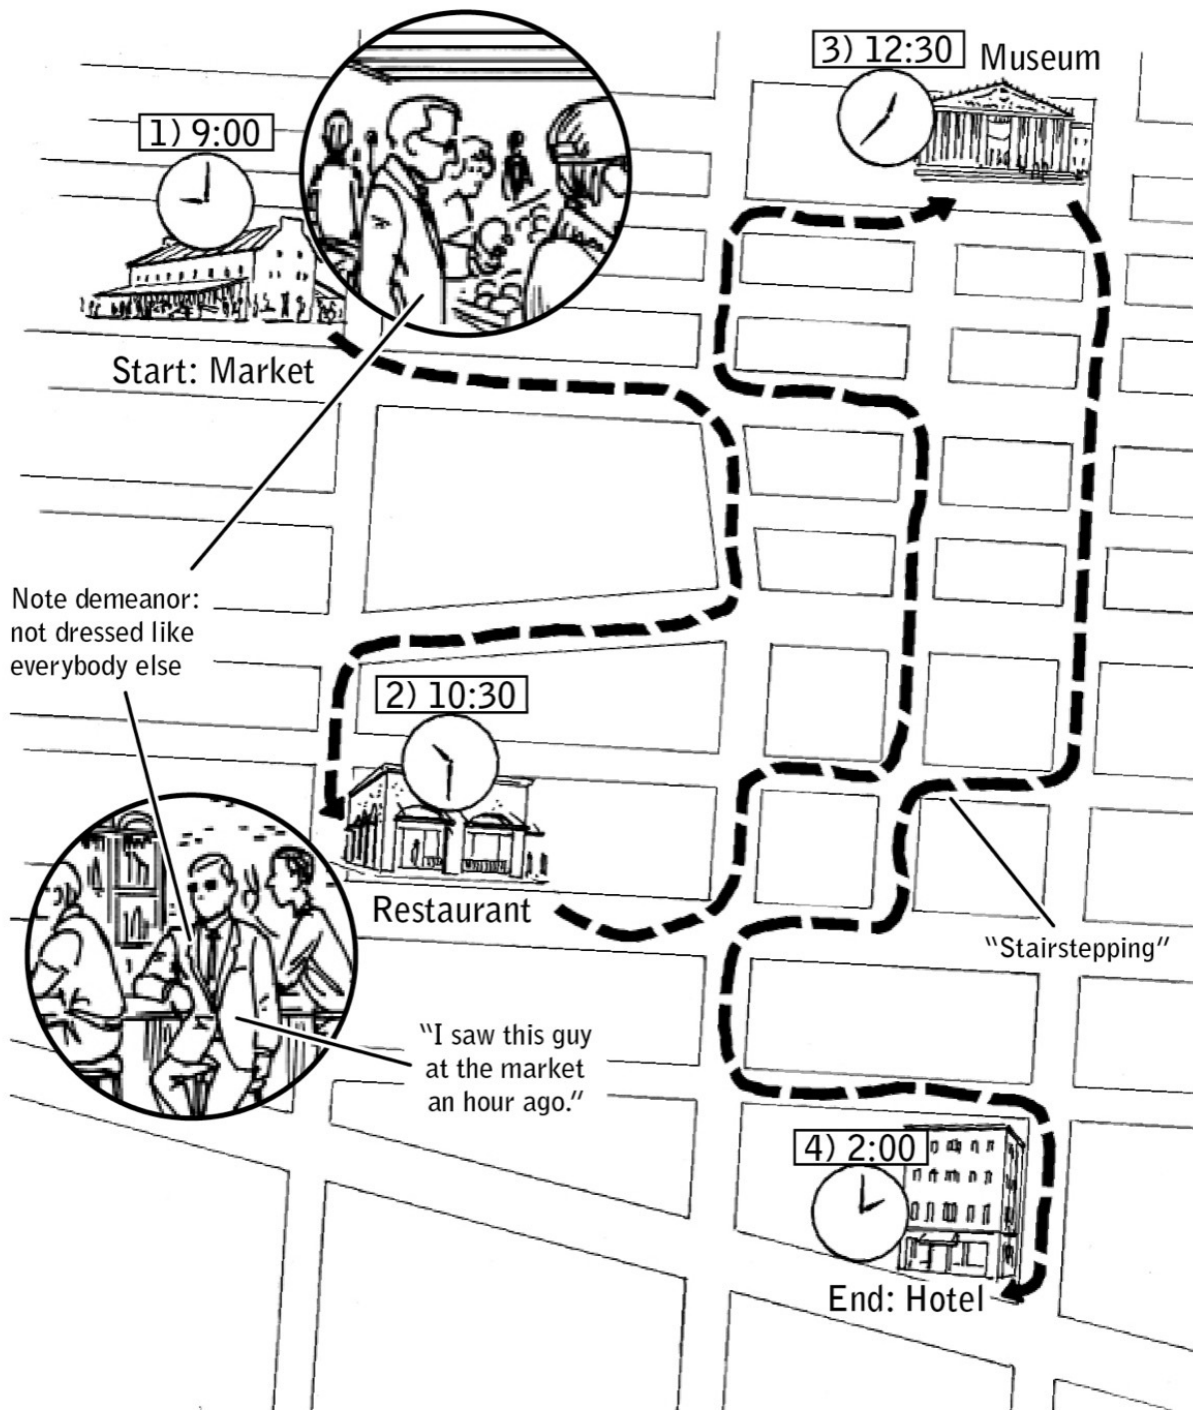 3) 12:30
Museum
1) 9:00
Start: Market
Note demeanor:
not dressed like
everybody else
2) 10:30
Restaurant
“Stairstepping”
“I saw this guy
at the market
an hour ago.”
4) 2:00
End: Hotel